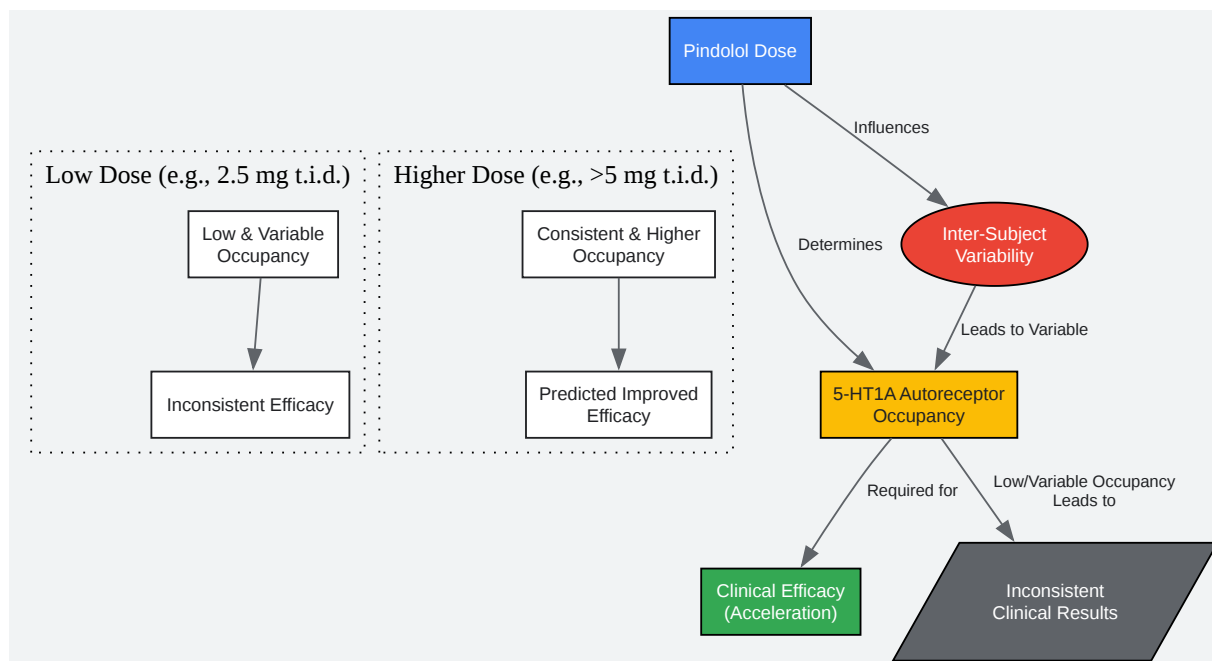 Pindolol Dose
Influences
Low Dose (e.g., 2.5 mg t.i.d.)
Higher Dose (e.g., >5 mg t.i.d.)
Low & Variable
Occupancy
Consistent & Higher
Occupancy
Determines
Inter-Subject
Variability
Leads to Variable
Inconsistent Efficacy
Predicted Improved
Efficacy
5-HT1A Autoreceptor
Occupancy
Required for
Low/Variable Occupancy
Leads to
Clinical Efficacy
(Acceleration)
Inconsistent
Clinical Results